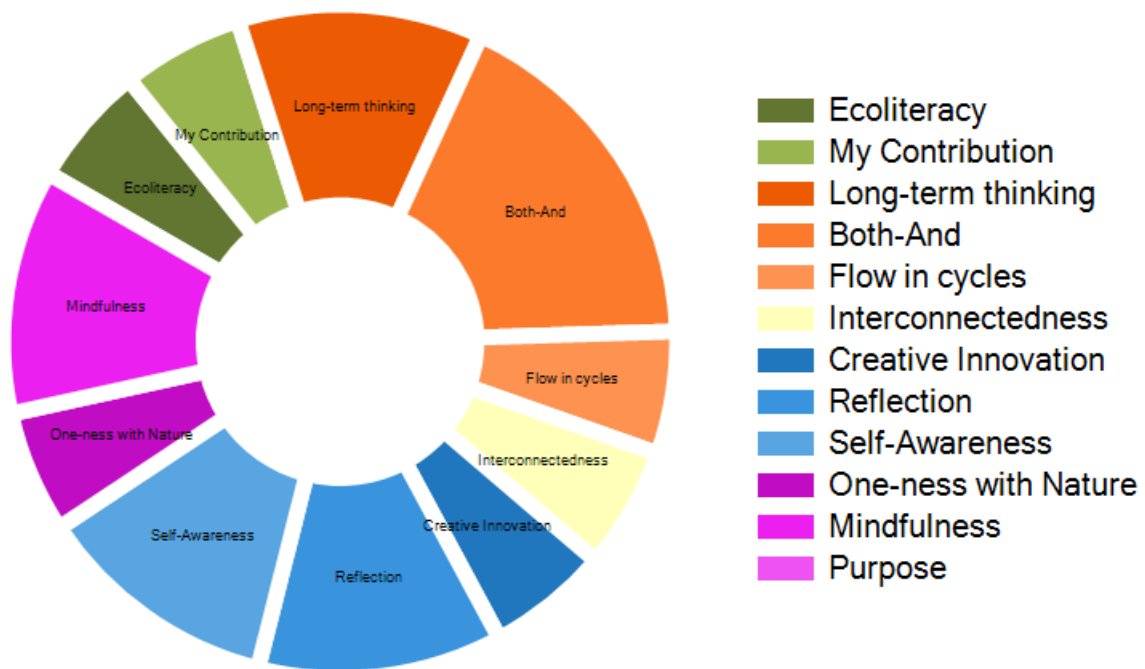 Long-term thinking
My Contribution
Ecoliteracy
Both-And
Mindfulness
Flow in cycles
One-ness with Nature
Interconnectedness
Self-Awareness
Creative Innovation
Reflection
Ecoliteracy
My Contribution
Long-term thinking
Both-And
Flow in cycles
Interconnectedness
Creative Innovation
Reflection
Self-Awareness
One-ness with Nature
Mindfulness
Purpose